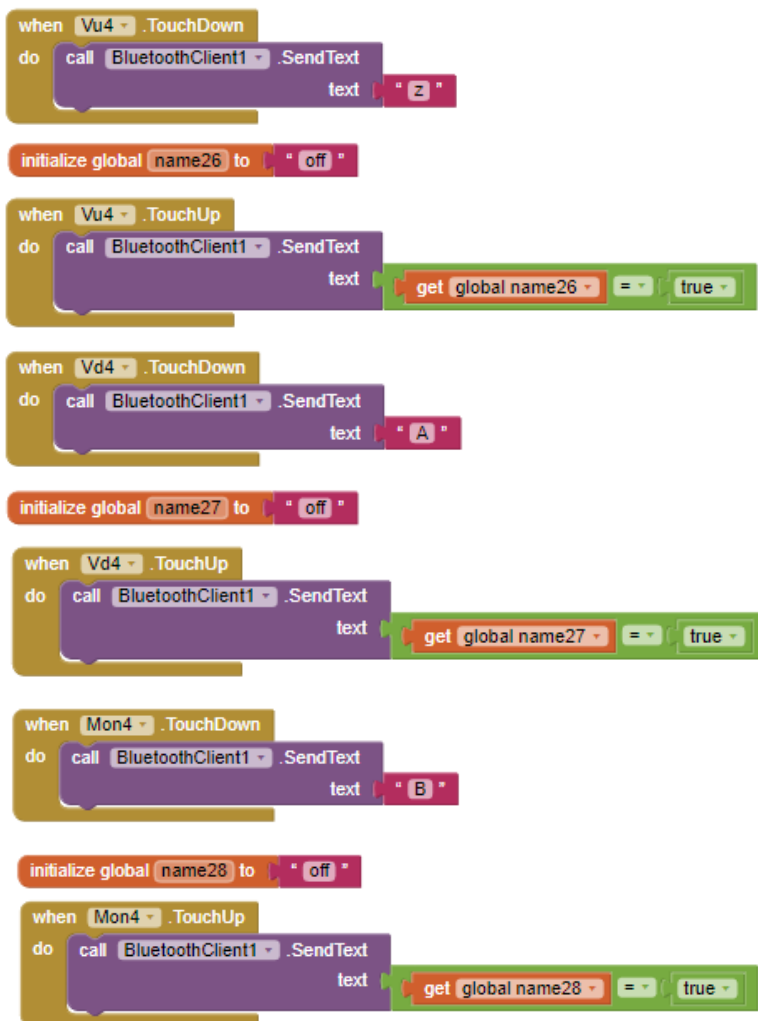 when Vu4 .TouchDown
do call BluetoothClient1 .SendText
text " z "
initialize global name26 to " off "
when Vu4 .TouchUp
do call BluetoothClient1 .SendText
text get global name26 = true
when Vd4 .TouchDown
do call BluetoothClient1 .SendText
text " A "
initialize global name27 to " off "
when Vd4 .TouchUp
do call BluetoothClient1 .SendText
text get global name27 = true
when Mon4 .TouchDown
do call BluetoothClient1 .SendText
text " B "
initialize global name28 to " off "
when Mon4 .TouchUp
do call BluetoothClient1 .SendText
text get global name28 = true